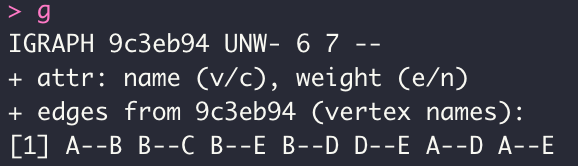 > g
IGRAPH 9c3eb94 UNW- 6 7 --
+ attr: name (v/c), weight (e/n)
+ edges from 9c3eb94 (vertex names):
[1] A--B B--C B--E B--D D--E A--D A--E